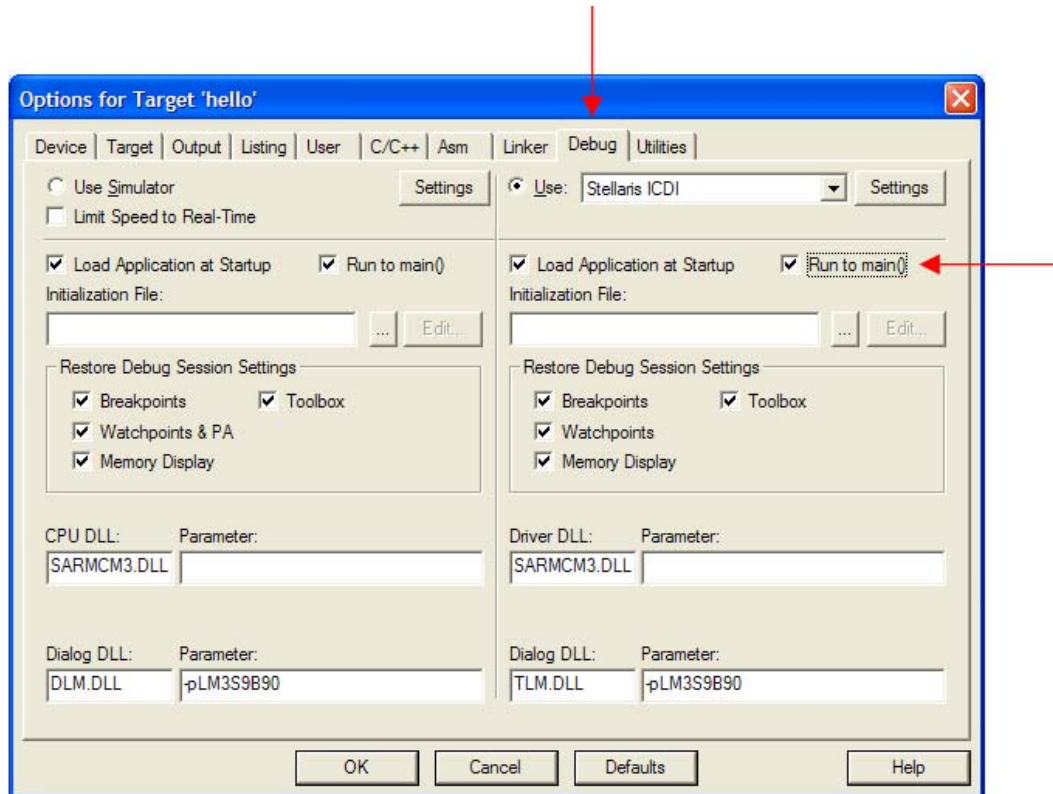 Options for Target 'hello'
Device Target Output Listing User C/C++ Asm Linker Debug Utilities
Use Simulator Settings Use: Stellaris ICDI Settings
Limit Speed to Real-Time
Load Application at Startup Run to main() Load Application at Startup Run to main()
Initialization File: Initialization File:
... Edit... ... Edit...
Restore Debug Session Settings Restore Debug Session Settings
Breakpoints Toolbox Breakpoints Toolbox
Watchpoints & PA Watchpoints
Memory Display Memory Display
CPU DLL: Parameter: Driver DLL: Parameter:
SARMCM3.DLL SARMCM3.DLL
Dialog DLL: Parameter: Dialog DLL: Parameter:
DLM.DLL -pLM3S9B90 TLM.DLL -pLM3S9B90
OK Cancel Defaults Help